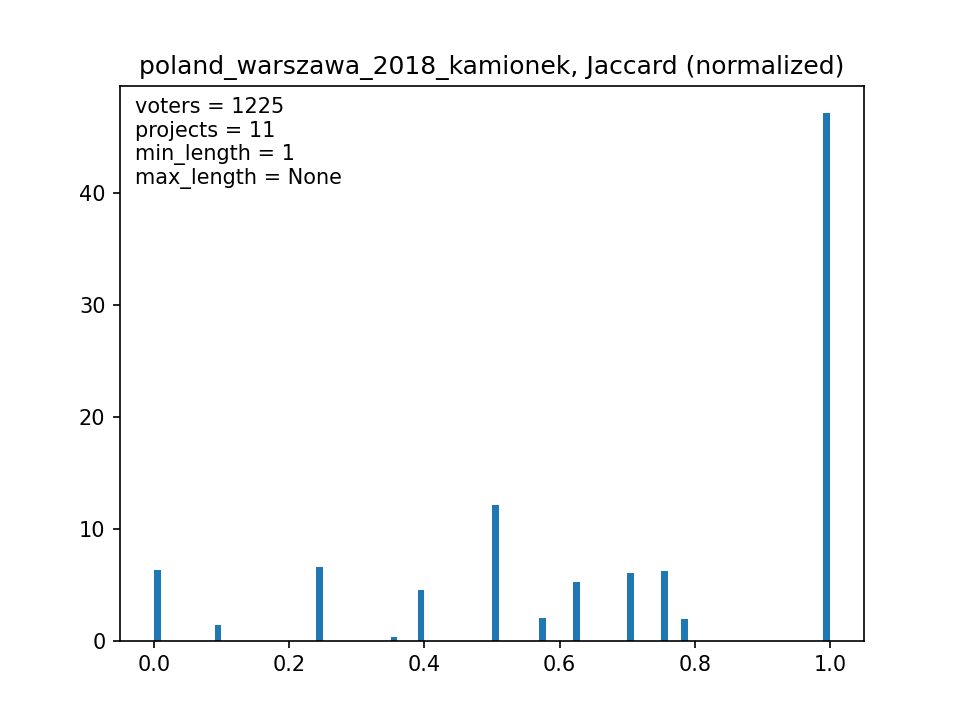 poland_warszawa_2018_kamionek, Jaccard (normalized)
voters = 1225
projects = 11
min_length = 1
max_length = None
40
30
20
10
0
0.0 0.2 0.4 0.6 0.8 1.0